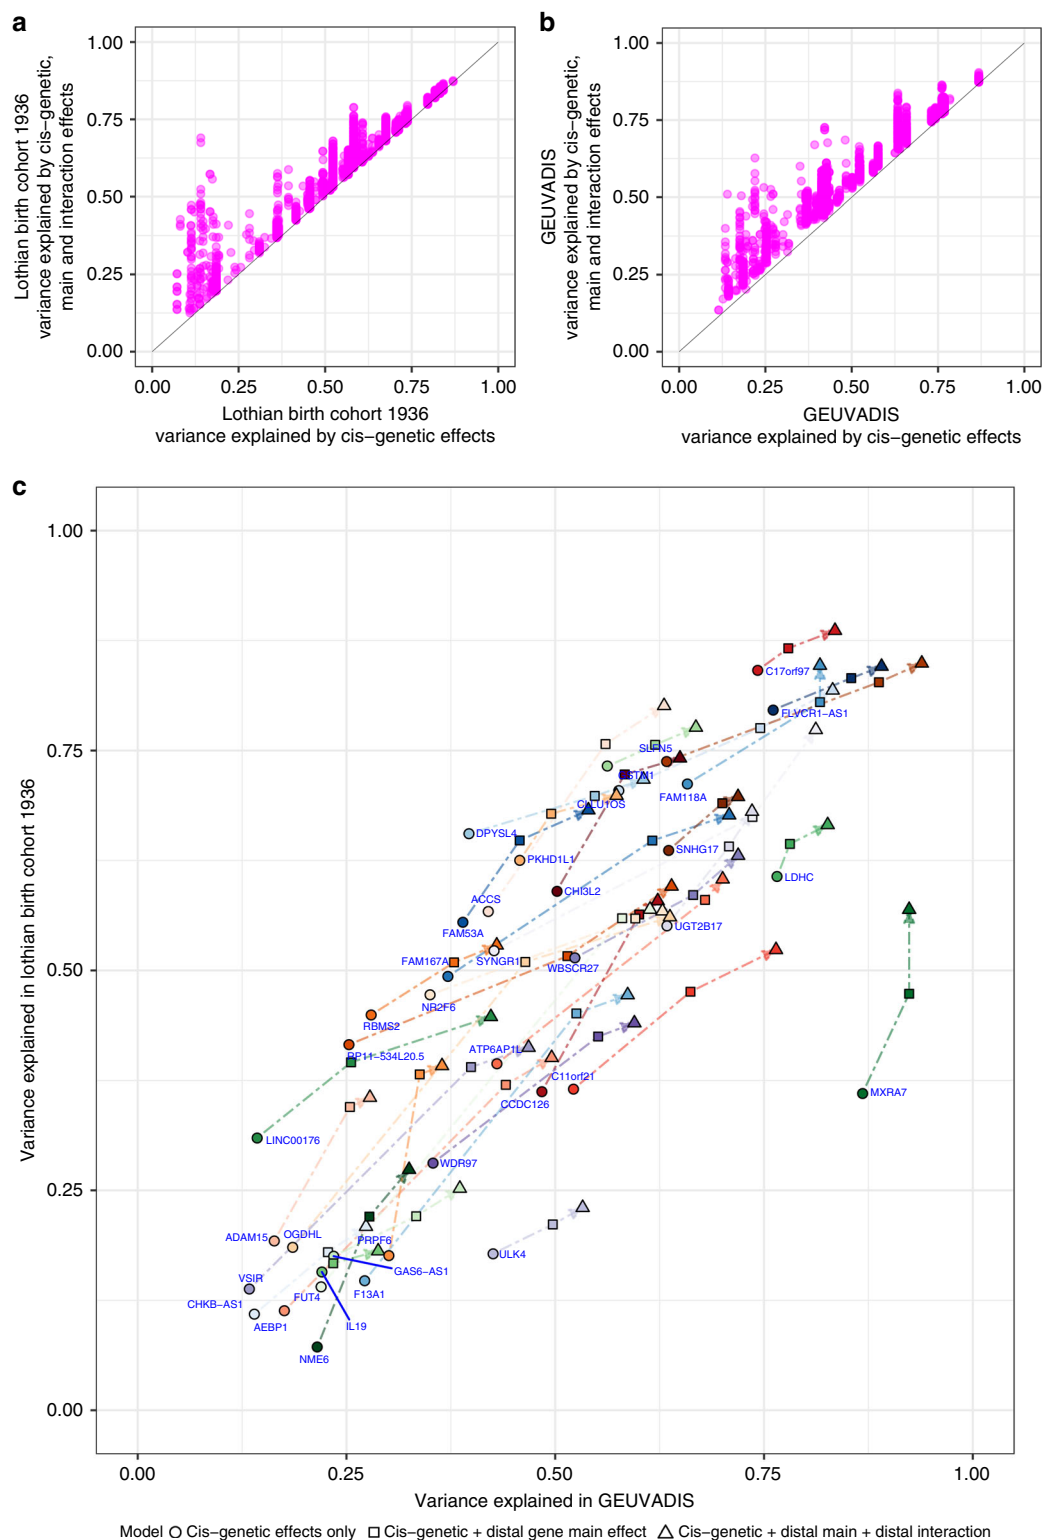 a
b
1.00
0.75
0.50
0.25
0.00
Lothian birth cohort 1936
variance explained by cis−genetic,
main and interaction effects
0.00 0.25 0.50 0.75 1.00
Lothian birth cohort 1936
variance explained by cis−genetic effects
1.00
0.75
0.50
0.25
0.00
GEUVADIS
variance explained by cis−genetic,
main and interaction effects
0.00 0.25 0.50 0.75 1.00
GEUVADIS
variance explained by cis−genetic effects
c
1.00
0.75
0.50
0.25
0.00
Variance explained in lothian birth cohort 1936
C17orf97
FLVCR1−AS1
SLFN5
GSTM1
FAM118A
CLLU1OS
DPYSL4
SNHG17
PKHD1L1
LDHC
CHI3L2
ACCS
FAM53A
UGT2B17
FAM167A
SYNGR1
WBSCR27
NR2F6
RBMS2
RP11−534L20.5
ATP6AP1L
C11orf21
CCDC126
MXRA7
LINC00176
WDR97
ADAM15
OGDHL
PRPF6
ULK4
GAS6−AS1
VSIR
F13A1
CHKB−AS1
FUT4
AEBP1
IL19
NME6
0.00 0.25 0.50 0.75 1.00
Variance explained in GEUVADIS
Model Cis−genetic effects only Cis−genetic + distal gene main effect Cis−genetic + distal main + distal interaction